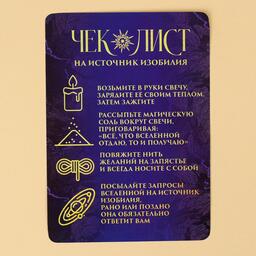 ЧЕК ЛИСТ
НА ИСТОЧНИК ИЗОБИЛИЯ
ВОЗЬМИТЕ В РУКИ СВЕЧУ,
ЗАРЯДИТЕ ЕЕ СВОИМ ТЕПЛОМ,
ЗАТЕМ ЗАЖГИТЕ
РАССЫПЬТЕ МАГИЧЕСКУЮ
СОЛЬ ВОКРУГ СВЕЧИ,
ПРИГОВАРИВАЯ:
«ВСЁ, ЧТО ВСЕЛЕННОЙ
ОТДАЮ, ТО И ПОЛУЧАЮ»
ПОВЯЖИТЕ НИТЬ
ЖЕЛАНИЙ НА ЗАПЯСТЬЕ
И ВСЕГДА НОСИТЕ С СОБОЙ
ПОСЫЛАЙТЕ ЗАПРОСЫ
ВСЕЛЕННОЙ НА ИСТОЧНИК
ИЗОБИЛИЯ,
РАНО ИЛИ ПОЗДНО
ОНА ОБЯЗАТЕЛЬНО
ОТВЕТИТ ВАМ